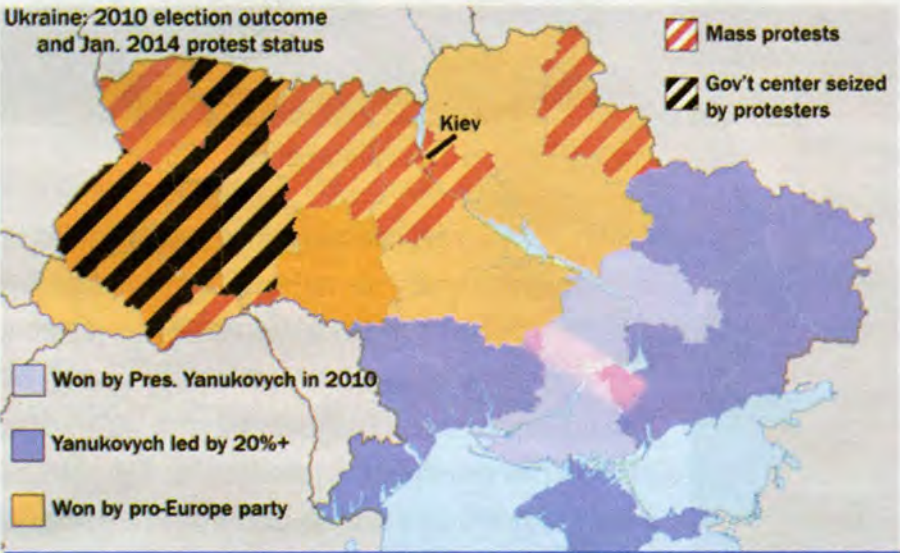 Ukraine: 2010 election outcome
and Jan. 2014 protest status
Mass protests
Gov't center seized
by protesters
Kiev
Won by Pres. Yanukovych in 2010
Yanukovych led by 20%+
Won by pro-Europe party